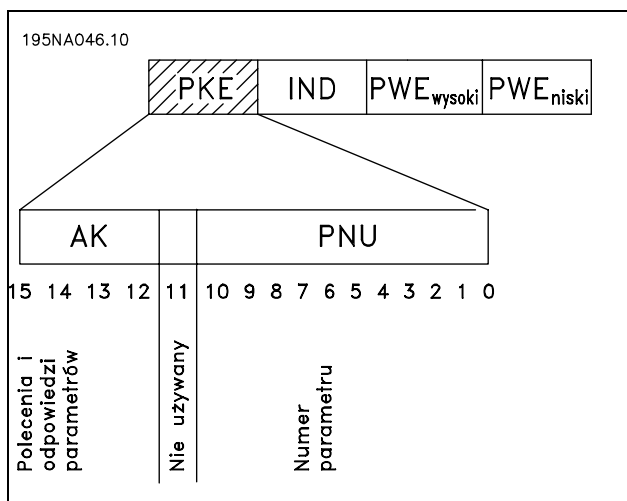 195NA046.10
PKE IND PWEwysoki PWEniski
AK PNU
15 14 13 12 11 10 9 8 7 6 5 4 3 2 1 0
Polecenia i
odpowiedzi
parametrów
Nie używany
Numer
parametru